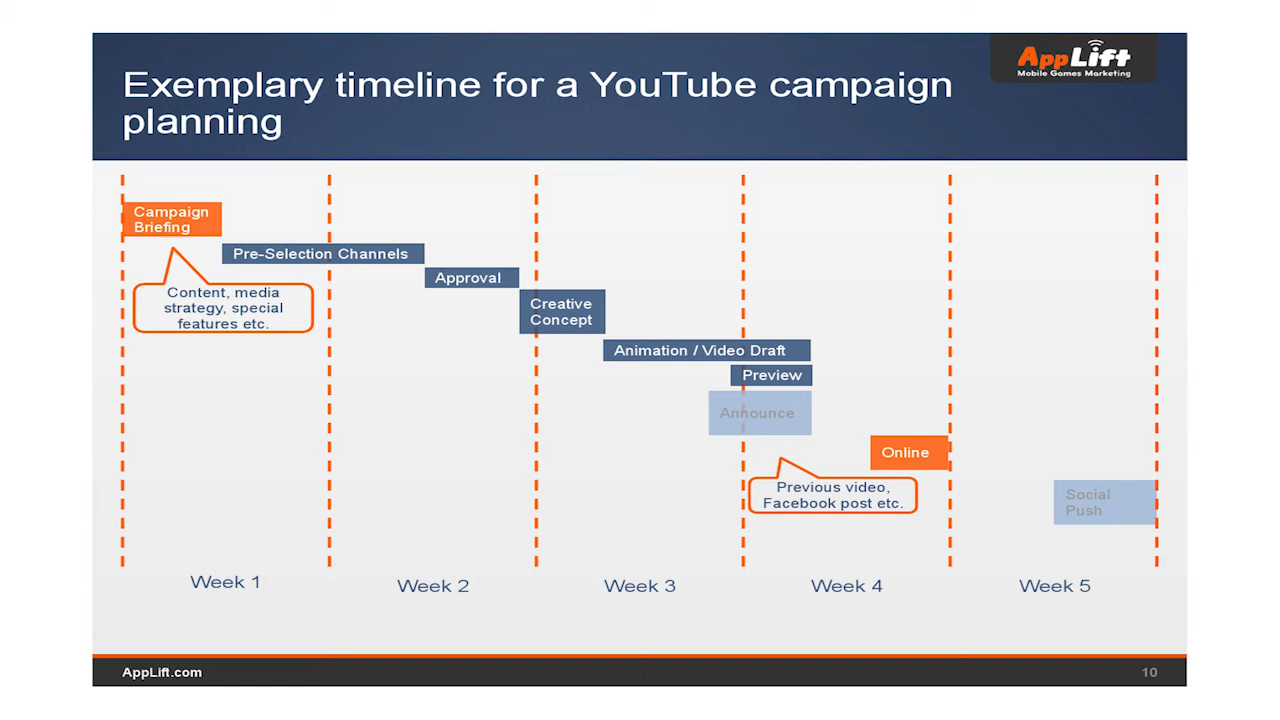 AppLift
Mobile Games Marketing
Exemplary timeline for a YouTube campaign
planning
Campaign
Briefing
Pre-Selection Channels
Content, media
strategy, special
features etc.
Approval
Creative
Concept
Animation / Video Draft
Preview
Announce
Online
Previous video,
Facebook post etc.
Social
Push
Week 1
Week 2
Week 3
Week 4
Week 5
AppLift.com
10